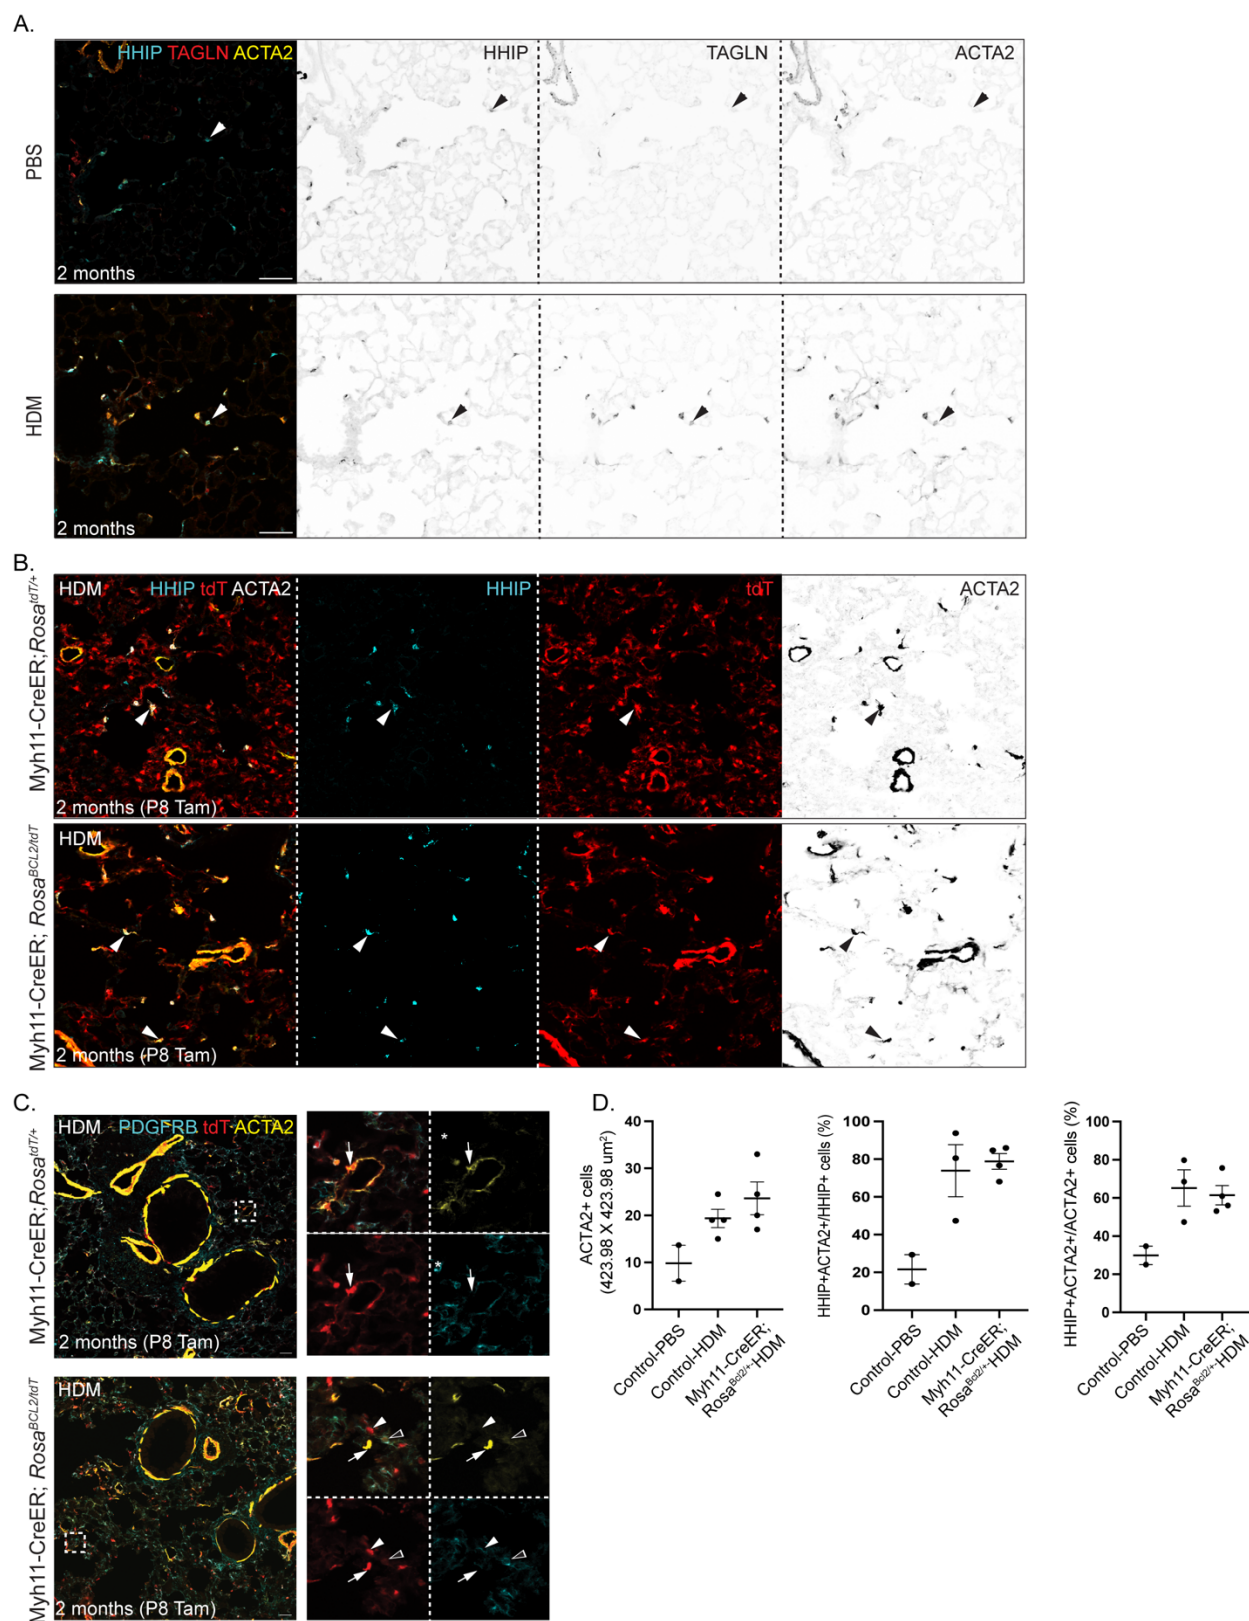 A.
HHIP TAGLN ACTA2
HHIP
TAGLN
ACTA2
PBS
2 months
HDM
2 months
B.
Myh11-CreER;Rosa^tdT/+
HDM
HHIP tdT ACTA2
HHIP
tdT
ACTA2
2 months (P8 Tam)
Myh11-CreER; Rosa^BCL2/tdT
HDM
2 months (P8 Tam)
C.
Myh11-CreER;Rosa^tdT/+
HDM
PDGFRB tdT ACTA2
*
*
2 months (P8 Tam)
Myh11-CreER; Rosa^BCL2/tdT
HDM
2 months (P8 Tam)
D.
ACTA2+ cells
(423.98 X 423.98 um²)
40
30
20
10
0
Control-PBS
Control-HDM
Myh11-CreER;
Rosa^Bcl2/+-HDM
HHIP+ACTA2+/HHIP+ cells (%)
100
80
60
40
20
0
Control-PBS
Control-HDM
Myh11-CreER;
Rosa^Bcl2/+-HDM
HHIP+ACTA2+/ACTA2+ cells (%)
100
80
60
40
20
0
Control-PBS
Control-HDM
Myh11-CreER;
Rosa^Bcl2/+-HDM